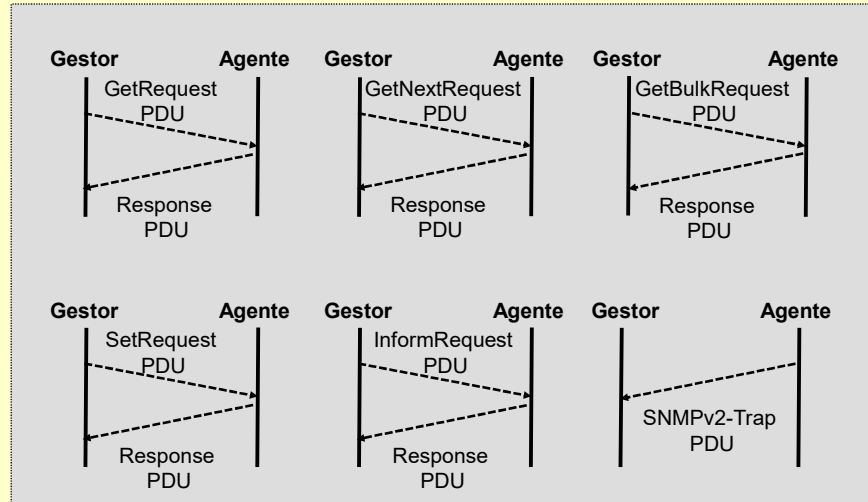 Gestor Agente Gestor Agente Gestor Agente
GetRequest GetNextRequest GetBulkRequest
PDU PDU PDU
Response Response Response
PDU PDU PDU
Gestor Agente Gestor Agente Gestor Agente
SetRequest InformRequest
PDU PDU
SNMPv2-Trap
PDU
Response Response
PDU PDU